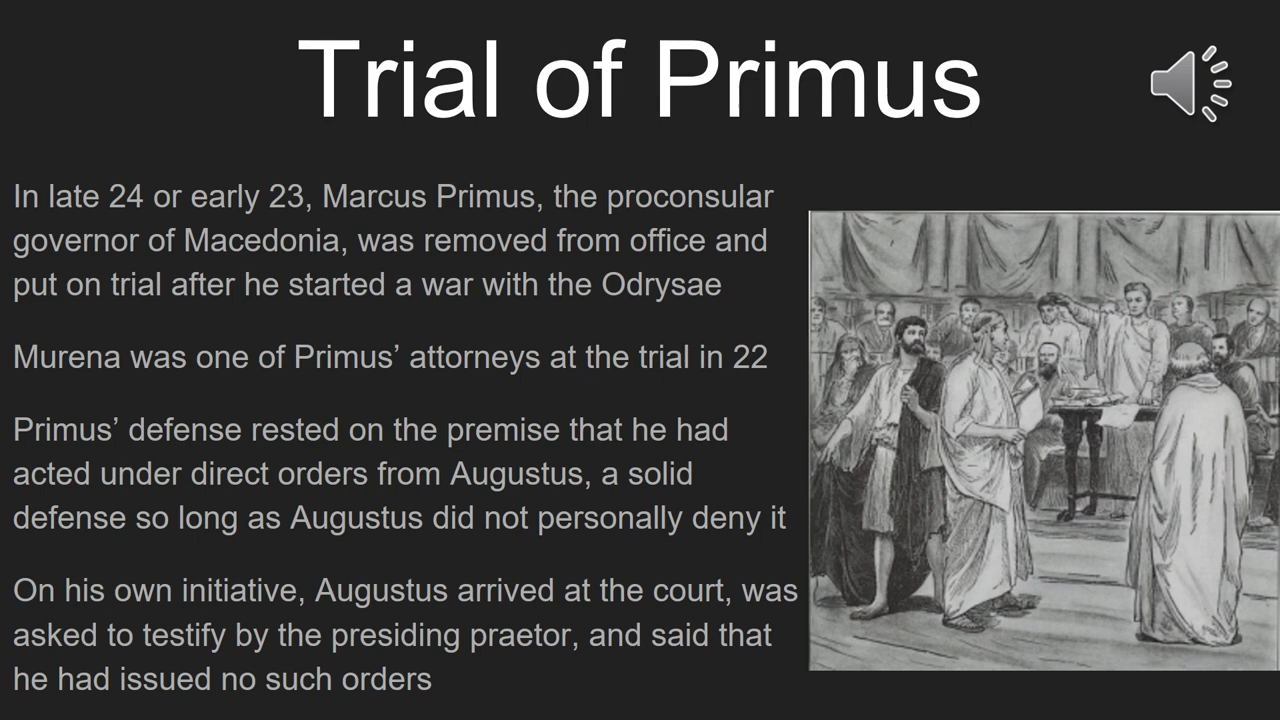 Trial of Primus
In late 24 or early 23, Marcus Primus, the proconsular
governor of Macedonia, was removed from office and
put on trial after he started a war with the Odrysae
Murena was one of Primus’ attorneys at the trial in 22
Primus’ defense rested on the premise that he had
acted under direct orders from Augustus, a solid
defense so long as Augustus did not personally deny it
On his own initiative, Augustus arrived at the court, was
asked to testify by the presiding praetor, and said that
he had issued no such orders